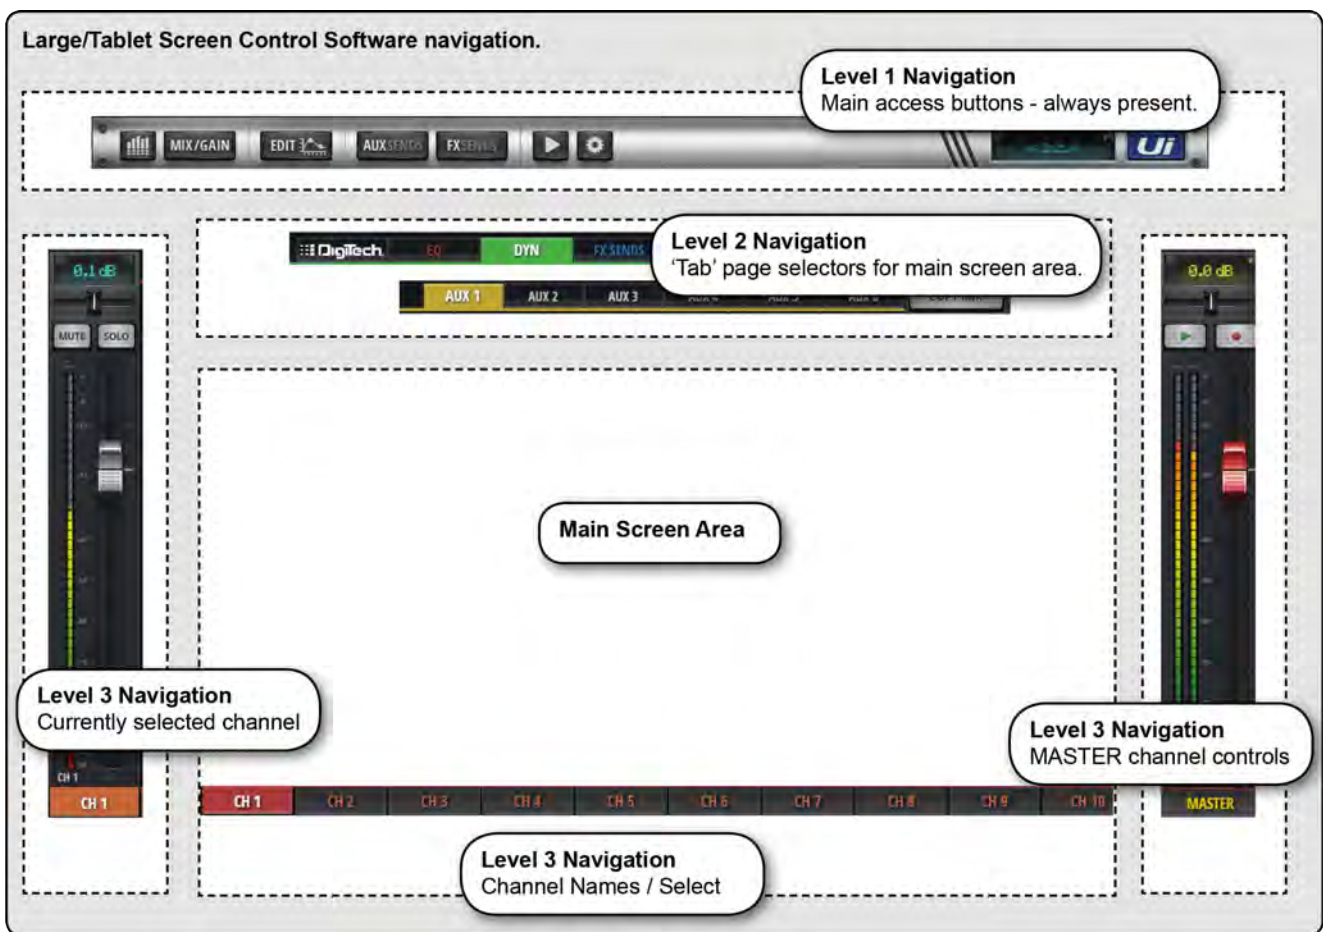 Large/Tablet Screen Control Software navigation.
Level 1 Navigation
Main access buttons - always present.
MIX/GAIN
EDIT
AUX SENDS
FX SENDS
Ui
DigiTech
EQ
DYN
FX SENDS
Level 2 Navigation
'Tab' page selectors for main screen area.
AUX 1
AUX 2
AUX 3
0.1 dB
MUTE
SOLO
0.0 dB
Main Screen Area
Level 3 Navigation
Currently selected channel
Level 3 Navigation
MASTER channel controls
CH 1
CH 1
CH 1
CH 2
CH 3
CH 4
CH 5
CH 6
CH 7
CH 8
CH 9
CH 10
MASTER
Level 3 Navigation
Channel Names / Select